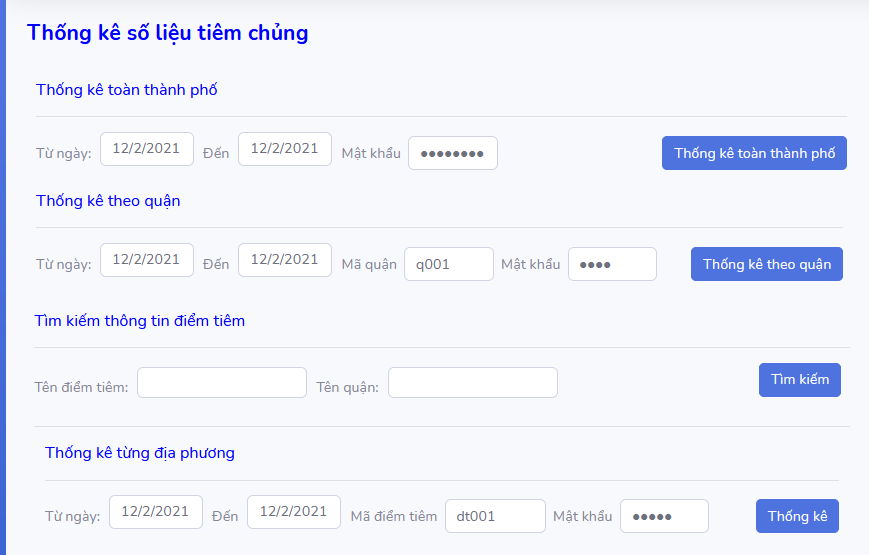 Thống kê số liệu tiêm chủng
Thống kê toàn thành phố
Từ ngày: 12/2/2021 Đến 12/2/2021 Mật khẩu •••••••• Thống kê toàn thành phố
Thống kê theo quận
Từ ngày: 12/2/2021 Đến 12/2/2021 Mã quận q001 Mật khẩu •••• Thống kê theo quận
Tìm kiếm thông tin điểm tiêm
Tên điểm tiêm: Tên quận: Tìm kiếm
Thống kê từng địa phương
Từ ngày: 12/2/2021 Đến 12/2/2021 Mã điểm tiêm dt001 Mật khẩu ••••• Thống kê